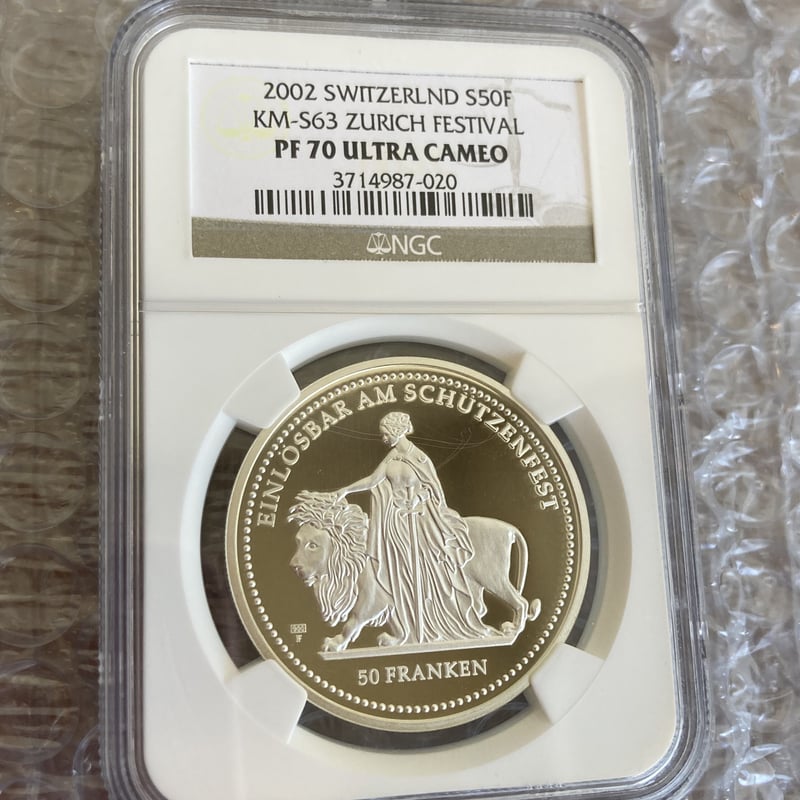 2002 SWITZERLND S50F
KM-S63 ZURICH FESTIVAL
PF 70 ULTRA CAMEO
3714987-020
NGC
EINLÖSBAR AM SCHÜTZENFEST
50 FRANKEN